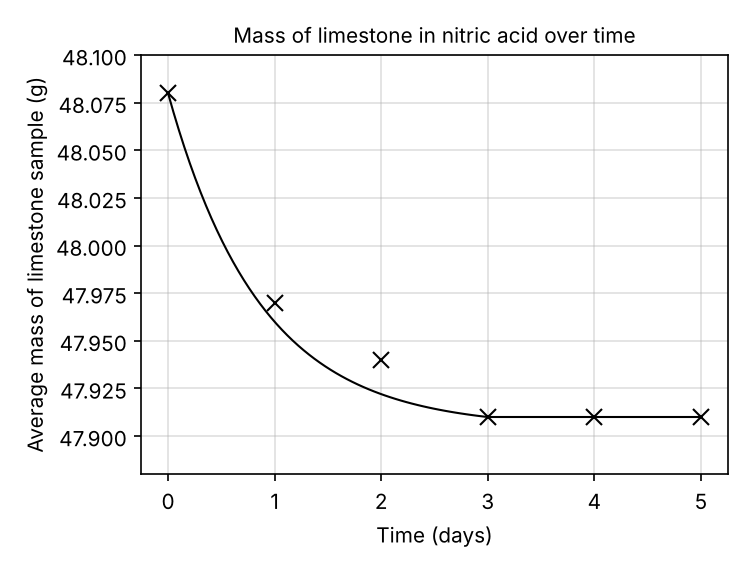 Mass of limestone in nitric acid over time
Average mass of limestone sample (g)
48.100
48.075
48.050
48.025
48.000
47.975
47.950
47.925
47.900
0 1 2 3 4 5
Time (days)